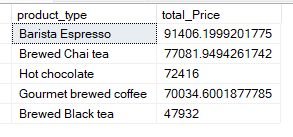 product_type total_Price
Barista Espresso 91406.1999201775
Brewed Chai tea 77081.9494261742
Hot chocolate 72416
Gourmet brewed coffee 70034.6001877785
Brewed Black tea 47932